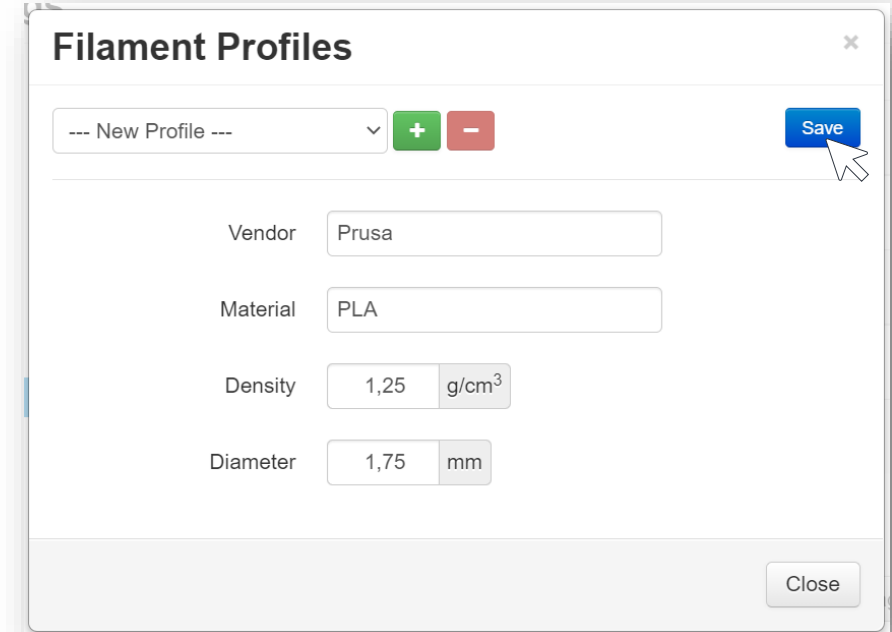 Filament Profiles
×
--- New Profile ---
+
−
Save
Vendor
Prusa
Material
PLA
Density
1,25
g/cm³
Diameter
1,75
mm
Close